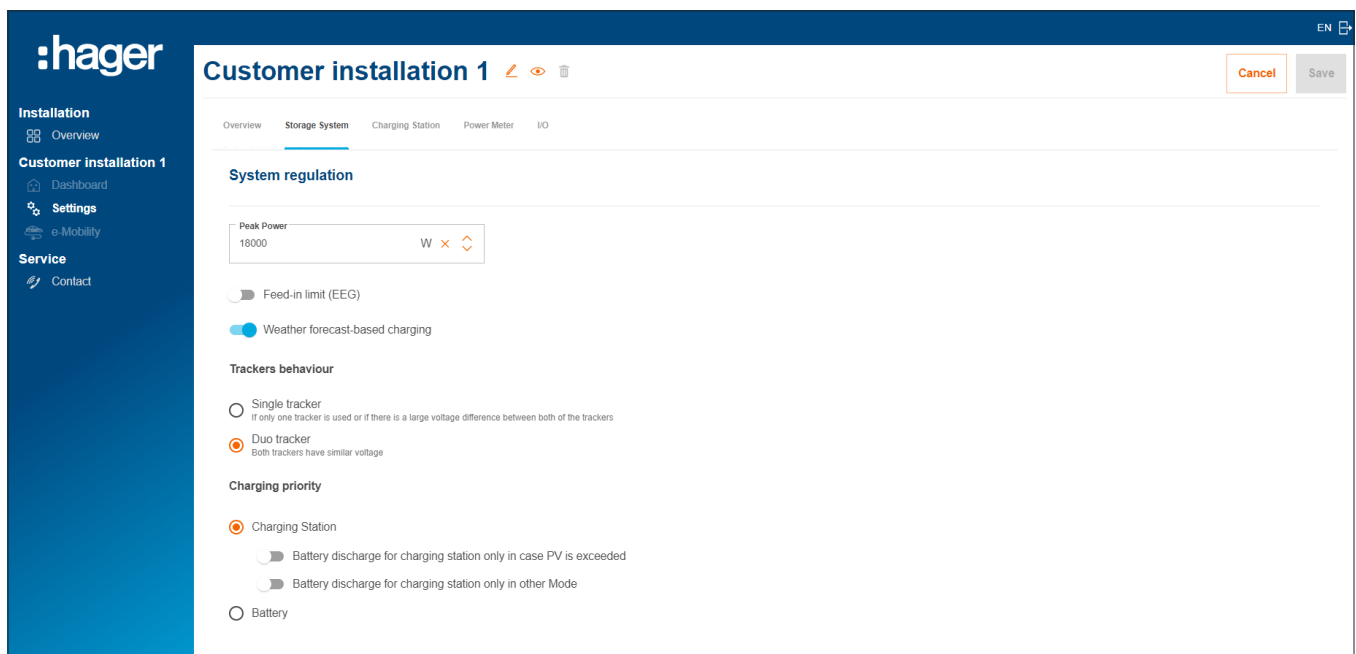 EN
:hager
Customer installation 1
Cancel
Save
Installation
Overview
Customer installation 1
Dashboard
Settings
e-Mobility
Service
Contact
Overview
Storage System
Charging Station
Power Meter
I/O
System regulation
Peak Power
18000 W
Feed-in limit (EEG)
Weather forecast-based charging
Trackers behaviour
Single tracker
If only one tracker is used or if there is a large voltage difference between both of the trackers
Duo tracker
Both trackers have similar voltage
Charging priority
Charging Station
Battery discharge for charging station only in case PV is exceeded
Battery discharge for charging station only in other Mode
Battery